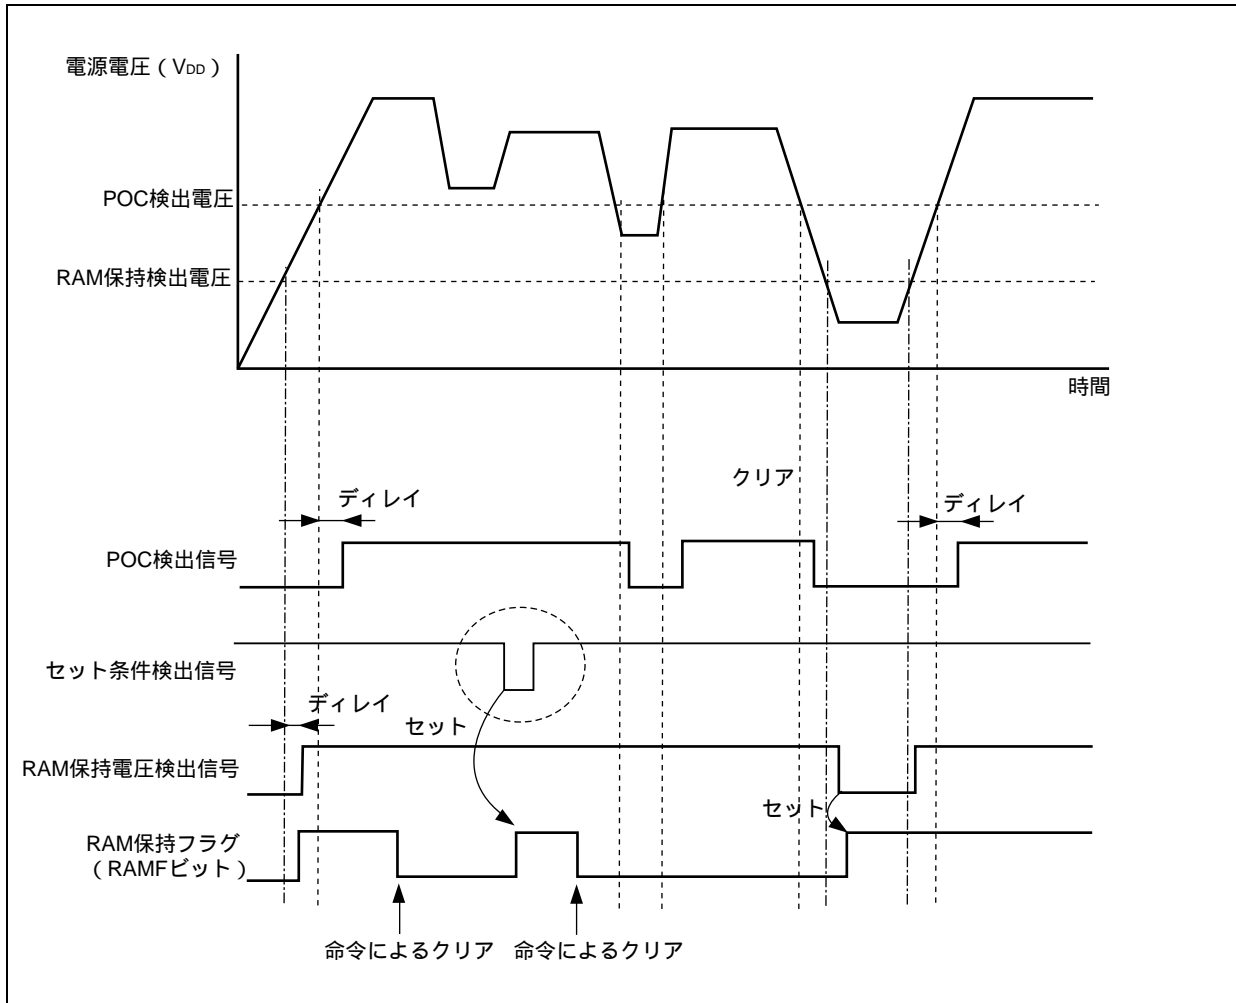 電源電圧（VDD）
POC検出電圧
RAM保持検出電圧
時間
クリア
ディレイ
ディレイ
POC検出信号
セット条件検出信号
ディレイ
セット
RAM保持電圧検出信号
セット
RAM保持フラグ
（RAMFビット）
命令によるクリア 命令によるクリア